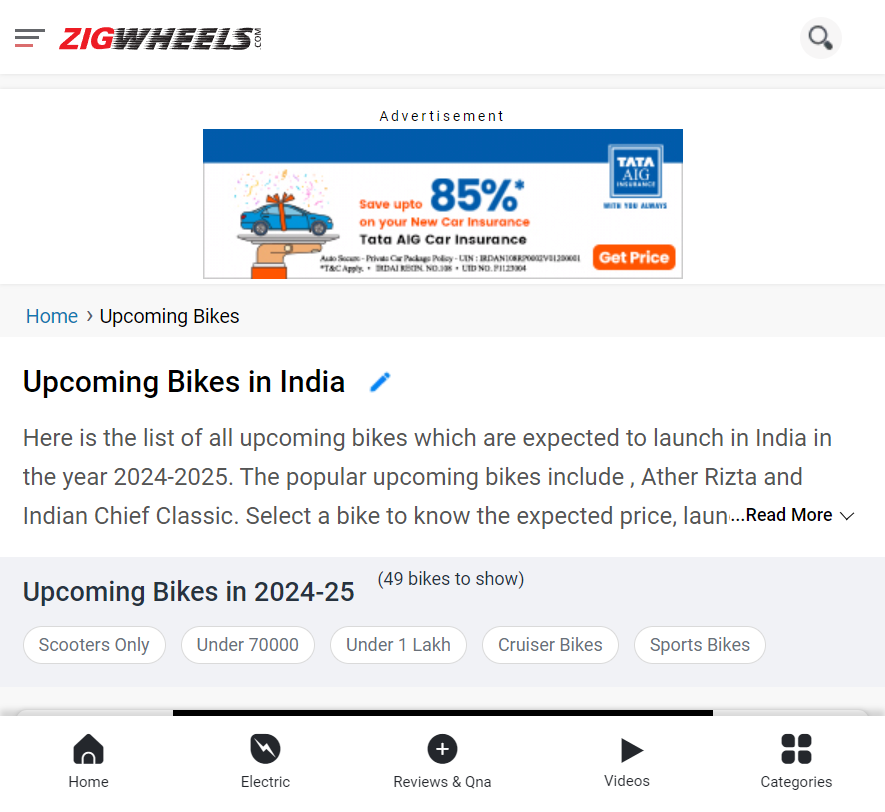 ZIGWHEELS.COM
Advertisement
TATA
AIG
INSURANCE
WITH YOU ALWAYS
Save upto 85%*
on your New Car Insurance
Tata AIG Car Insurance
Auto Secure - Private Car Package Policy - UIN : IRDAN108RP0002V01200001
*T&C Apply. • IRDAI REGN. NO.108 • UID NO. P1123004
Get Price
Home › Upcoming Bikes
Upcoming Bikes in India
Here is the list of all upcoming bikes which are expected to launch in India in
the year 2024-2025. The popular upcoming bikes include , Ather Rizta and
Indian Chief Classic. Select a bike to know the expected price, laun...Read More
Upcoming Bikes in 2024-25 (49 bikes to show)
Scooters Only Under 70000 Under 1 Lakh Cruiser Bikes Sports Bikes
Home Electric Reviews & Qna Videos Categories